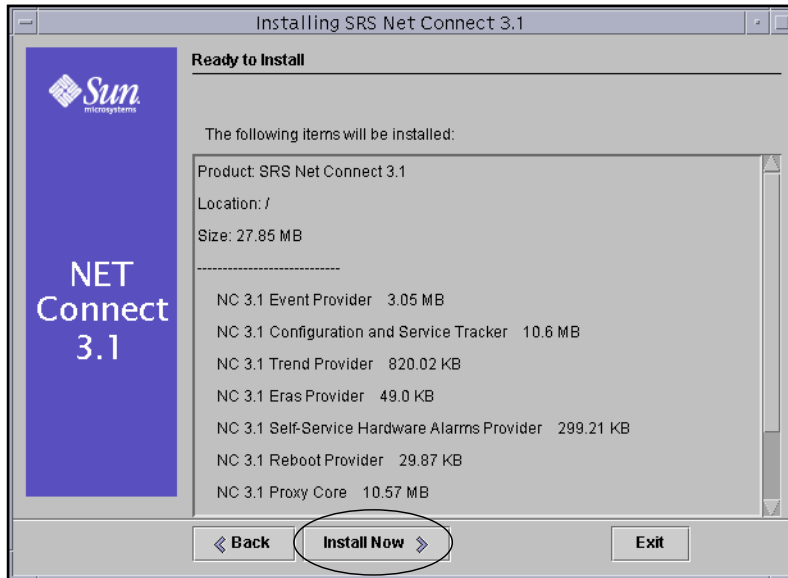 Installing SRS Net Connect 3.1
Sun
microsystems
NET
Connect
3.1
Ready to Install
The following items will be installed:
Product: SRS Net Connect 3.1
Location: /
Size: 27.85 MB
----------------------------
NC 3.1 Event Provider 3.05 MB
NC 3.1 Configuration and Service Tracker 10.6 MB
NC 3.1 Trend Provider 820.02 KB
NC 3.1 Eras Provider 49.0 KB
NC 3.1 Self-Service Hardware Alarms Provider 299.21 KB
NC 3.1 Reboot Provider 29.87 KB
NC 3.1 Proxy Core 10.57 MB
Back
Install Now
Exit